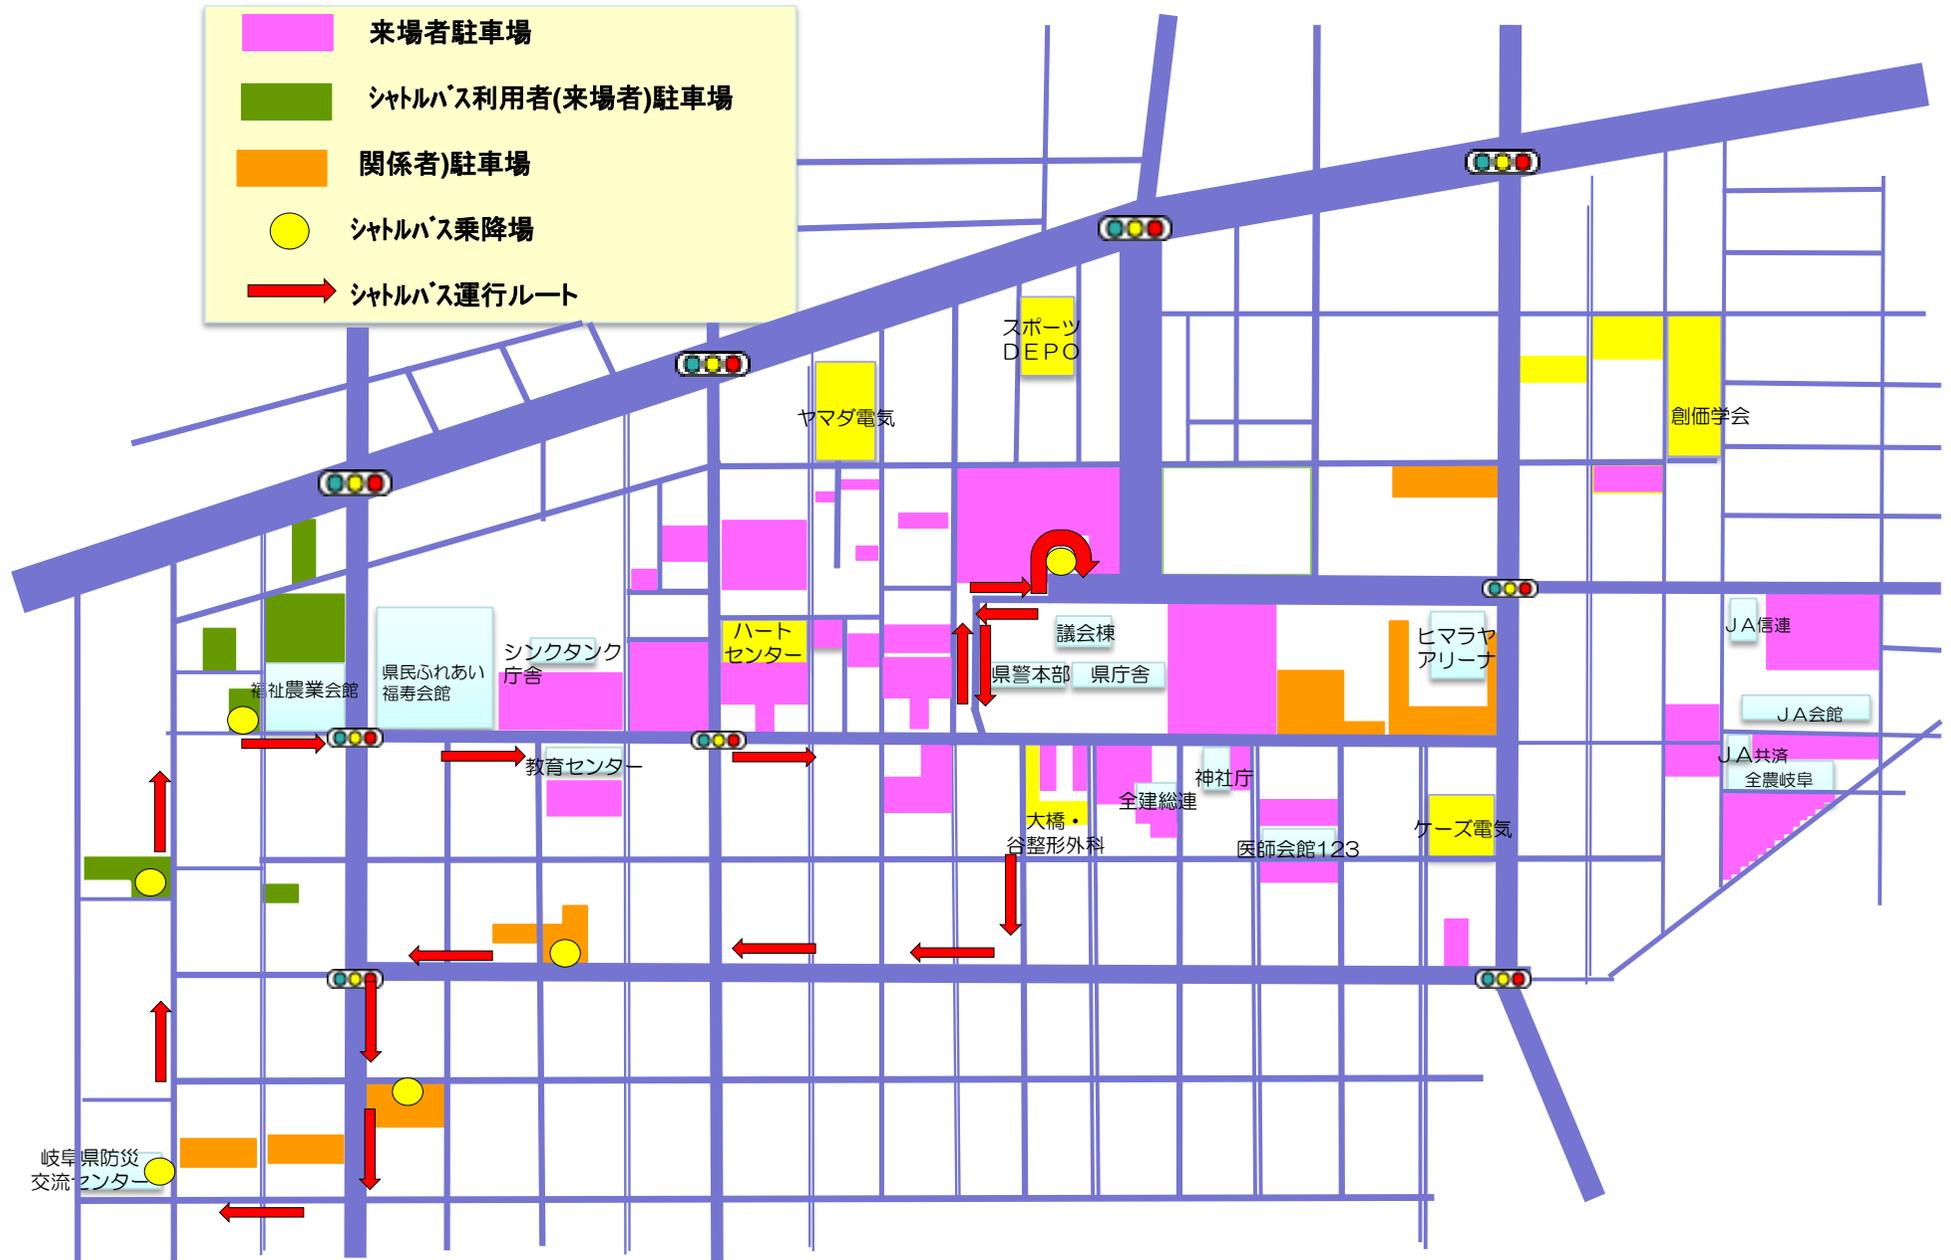 来場者駐車場
ｼｬﾄﾙﾊﾞｽ利用者(来場者)駐車場
関係者)駐車場
ｼｬﾄﾙﾊﾞｽ乗降場
ｼｬﾄﾙﾊﾞｽ運行ルート
スポーツ
ＤＥＰＯ
ヤマダ電気
創価学会
ハート
センター
シンクタンク
庁舎
県民ふれあい
福寿会館
福祉農業会館
議会棟
県警本部
県庁舎
ヒマラヤ
アリーナ
ＪＡ信連
ＪＡ会館
ＪＡ共済
全農岐阜
教育センター
神社庁
全建総連
大橋・
谷整形外科
医師会館123
ケーズ電気
岐阜県防災
交流センター